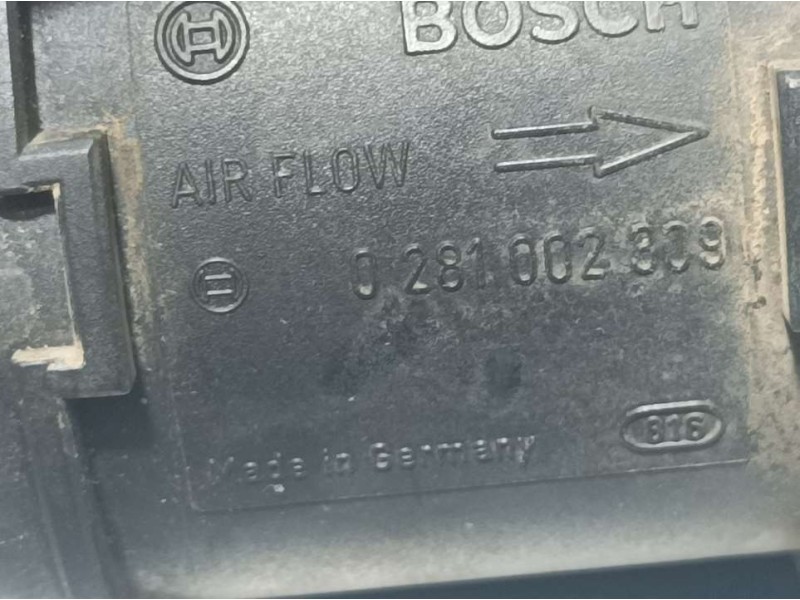 BOSCH
AIR FLOW
0 281 002 309
Made in Germany
816